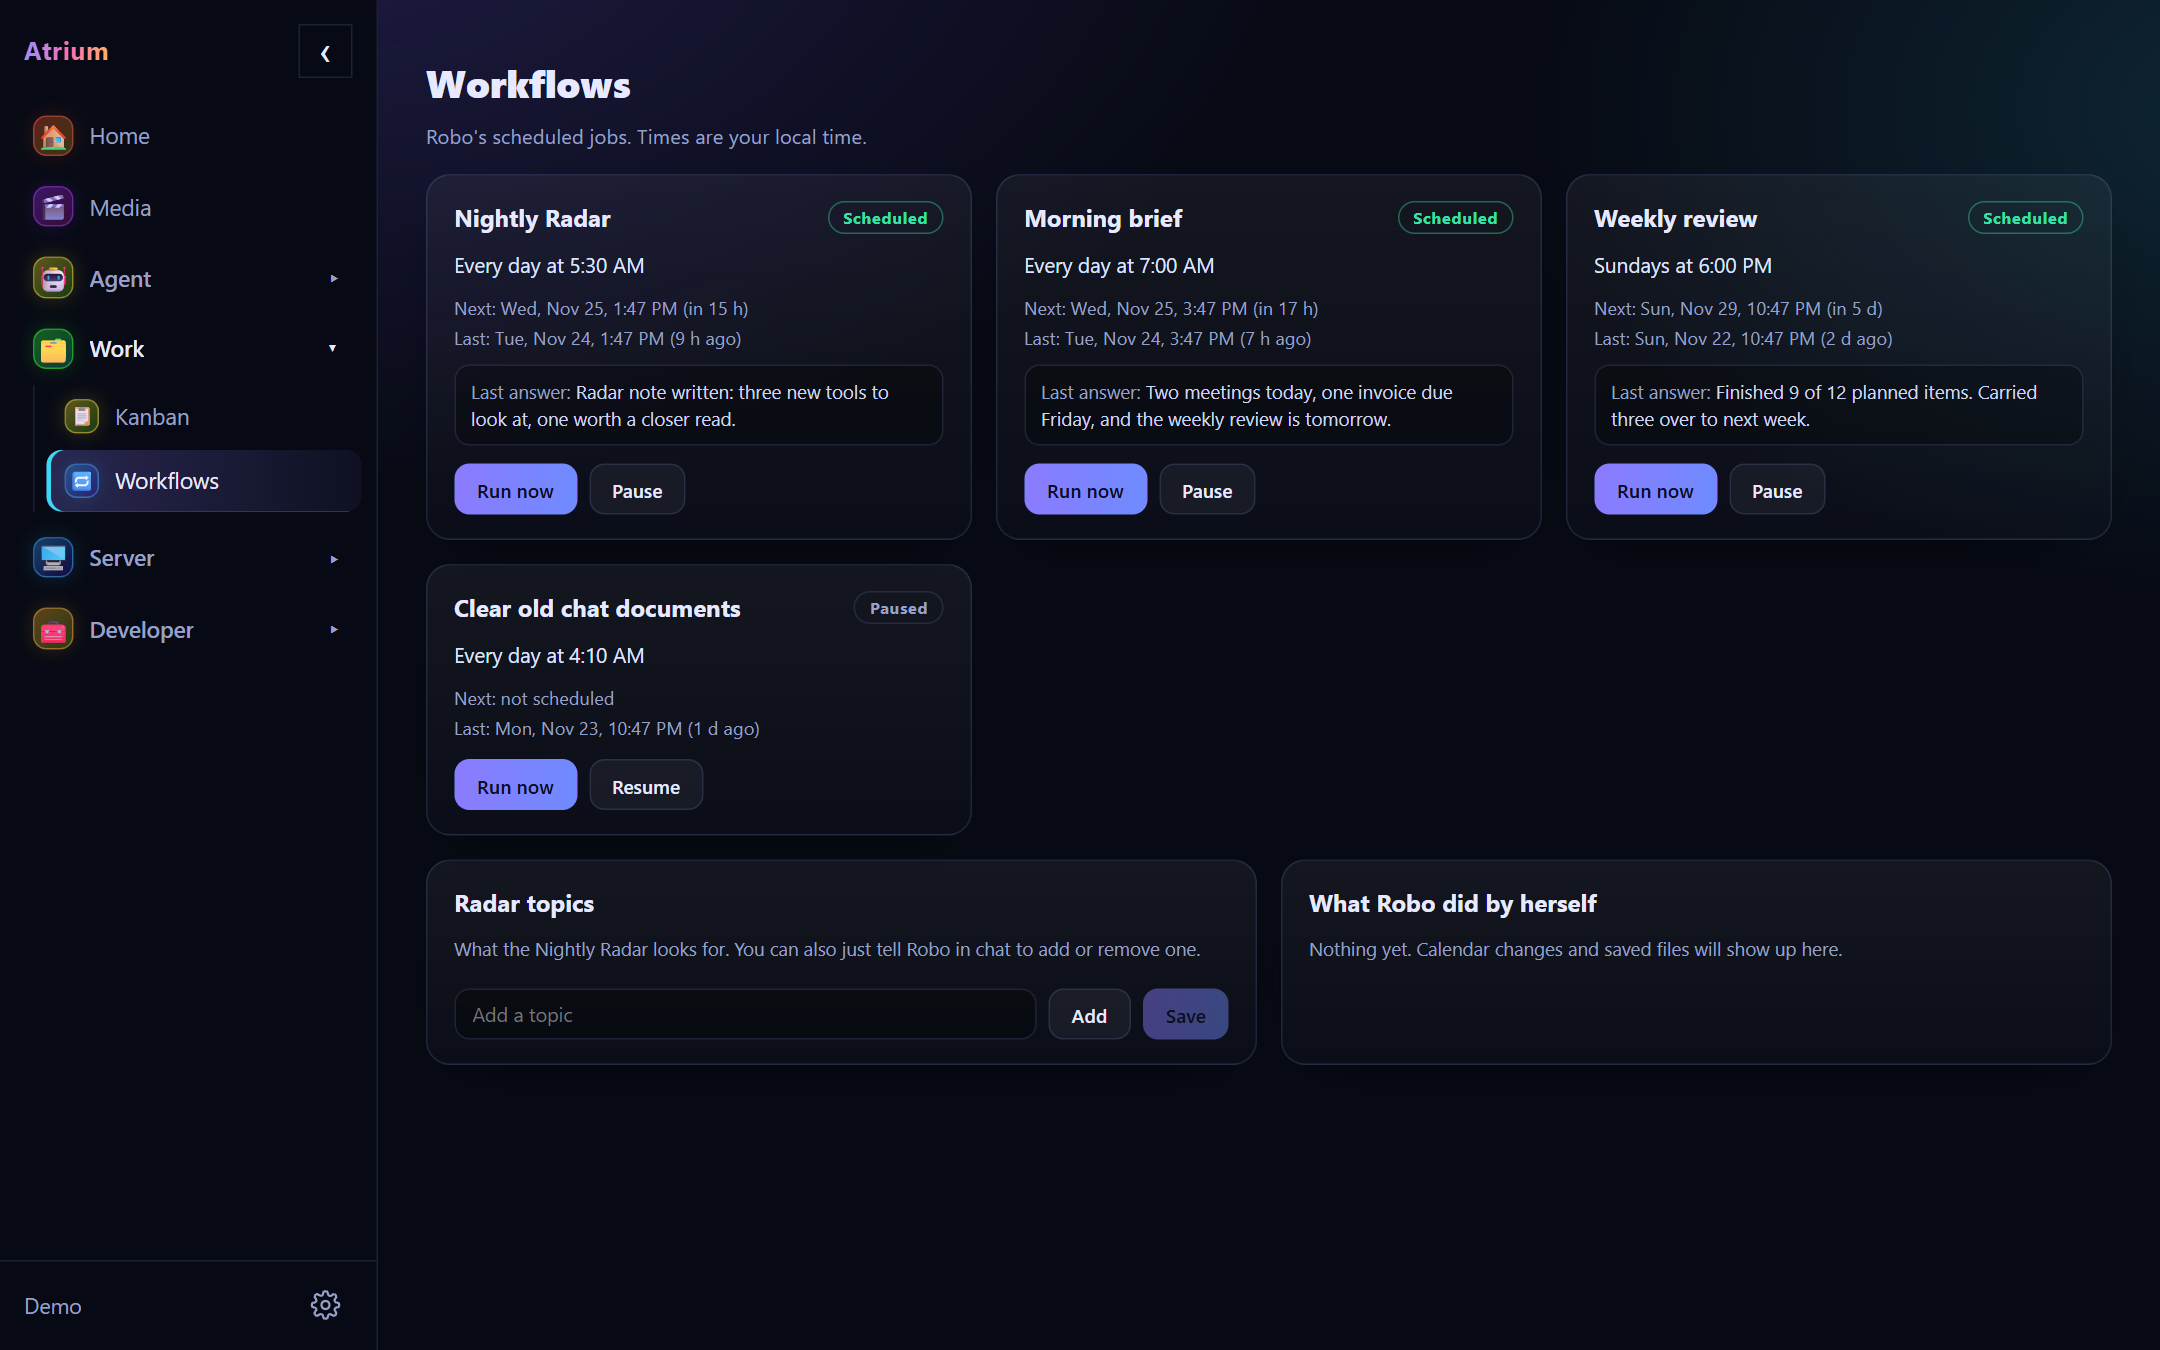 Atrium
Home
Media
Agent
Work
Kanban
Workflows
Server
Developer
Demo
Workflows
Robo's scheduled jobs. Times are your local time.
Nightly Radar
Scheduled
Every day at 5:30 AM
Next: Wed, Nov 25, 1:47 PM (in 15 h)
Last: Tue, Nov 24, 1:47 PM (9 h ago)
Last answer: Radar note written: three new tools to
look at, one worth a closer read.
Run now
Pause
Morning brief
Scheduled
Every day at 7:00 AM
Next: Wed, Nov 25, 3:47 PM (in 17 h)
Last: Tue, Nov 24, 3:47 PM (7 h ago)
Last answer: Two meetings today, one invoice due
Friday, and the weekly review is tomorrow.
Run now
Pause
Weekly review
Scheduled
Sundays at 6:00 PM
Next: Sun, Nov 29, 10:47 PM (in 5 d)
Last: Sun, Nov 22, 10:47 PM (2 d ago)
Last answer: Finished 9 of 12 planned items. Carried
three over to next week.
Run now
Pause
Clear old chat documents
Paused
Every day at 4:10 AM
Next: not scheduled
Last: Mon, Nov 23, 10:47 PM (1 d ago)
Run now
Resume
Radar topics
What the Nightly Radar looks for. You can also just tell Robo in chat to add or remove one.
Add a topic
Add
Save
What Robo did by herself
Nothing yet. Calendar changes and saved files will show up here.